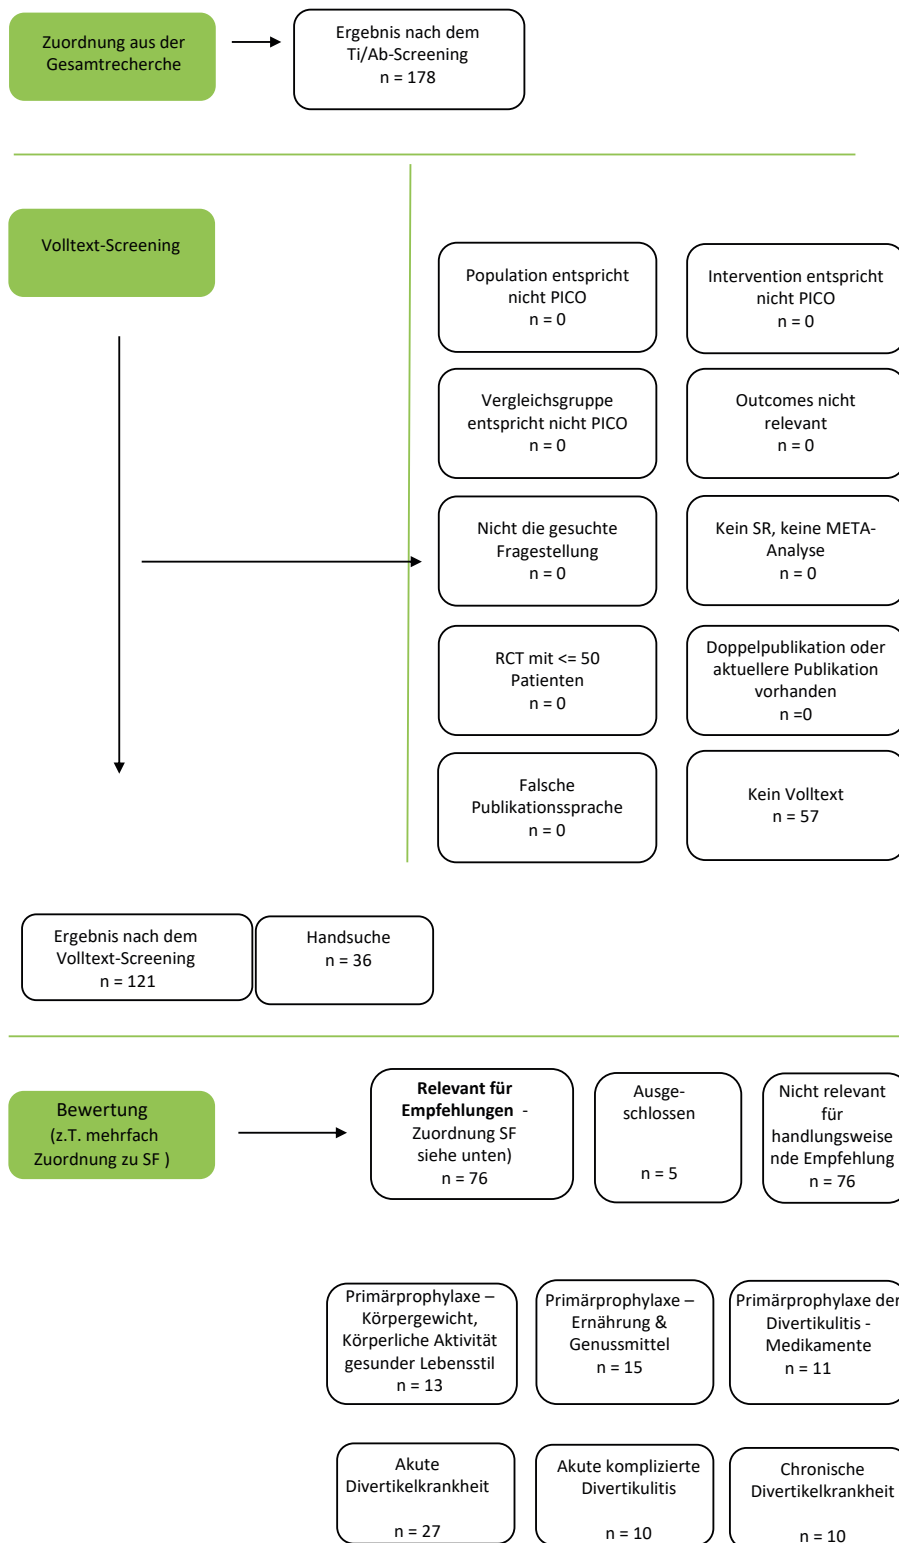 Zuordnung aus der
Gesamtrecherche
Ergebnis nach dem
Ti/Ab-Screening
n = 178
Volltext-Screening
Population entspricht
nicht PICO
n = 0
Intervention entspricht
nicht PICO
n = 0
Vergleichsgruppe
entspricht nicht PICO
n = 0
Outcomes nicht
relevant
n = 0
Nicht die gesuchte
Fragestellung
n = 0
Kein SR, keine META-
Analyse
n = 0
RCT mit <= 50
Patienten
n = 0
Doppelpublikation oder
aktuellere Publikation
vorhanden
n =0
Falsche
Publikationssprache
n = 0
Kein Volltext
n = 57
Ergebnis nach dem
Volltext-Screening
n = 121
Handsuche
n = 36
Bewertung
(z.T. mehrfach
Zuordnung zu SF )
Relevant für
Empfehlungen -
Zuordnung SF
siehe unten)
n = 76
Ausge-
schlossen
n = 5
Nicht relevant
für
handlungsweise
nde Empfehlung
n = 76
Primärprophylaxe –
Körpergewicht,
Körperliche Aktivität
gesunder Lebensstil
n = 13
Primärprophylaxe –
Ernährung &
Genussmittel
n = 15
Primärprophylaxe der
Divertikulitis -
Medikamente
n = 11
Akute
Divertikelkrankheit
n = 27
Akute komplizierte
Divertikulitis
n = 10
Chronische
Divertikelkrankheit
n = 10